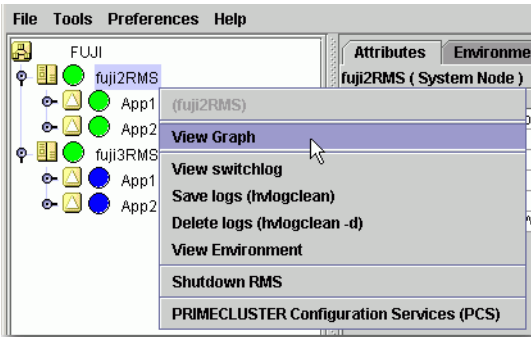 File Tools Preferences Help
FUJI
Attributes
fuji2RMS
fuji2RMS ( System Node )
App1
(fuji2RMS)
App2
View Graph
fuji3RMS
View switchlog
App1
Save logs (hvlogclean)
App2
Delete logs (hvlogclean -d)
View Environment
Shutdown RMS
PRIMECLUSTER Configuration Services (PCS)